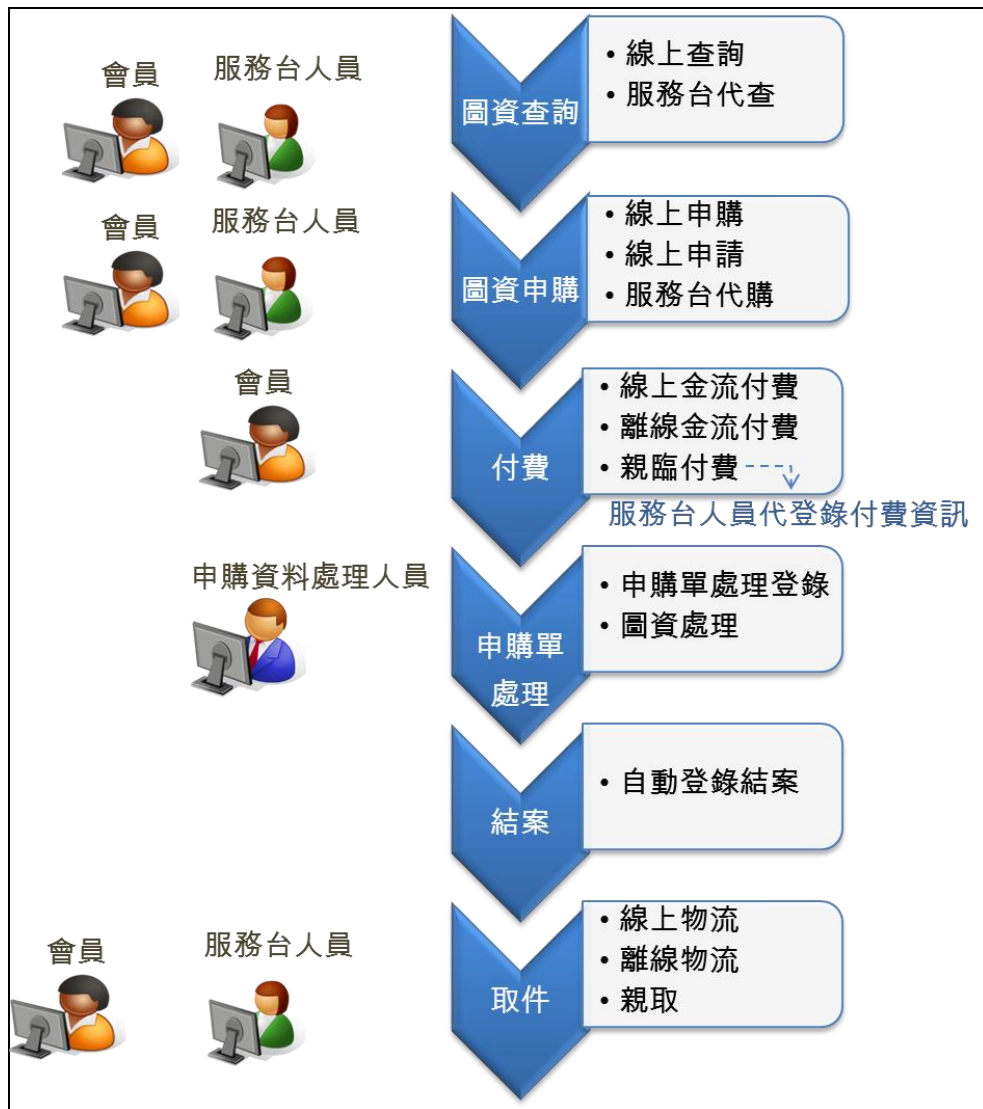 會員
服務台人員
圖資查詢
• 線上查詢
• 服務台代查
會員
服務台人員
圖資申購
• 線上申購
• 線上申請
• 服務台代購
會員
付費
• 線上金流付費
• 離線金流付費
• 親臨付費
服務台人員代登錄付費資訊
申購資料處理人員
申購單
處理
• 申購單處理登錄
• 圖資處理
結案
• 自動登錄結案
會員
服務台人員
取件
• 線上物流
• 離線物流
• 親取